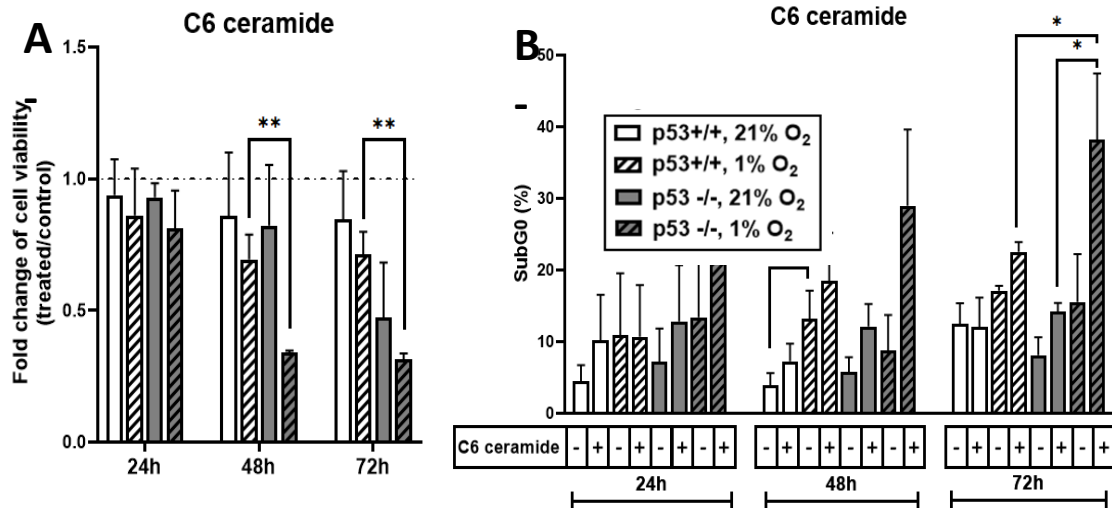 A
C6 ceramide
Fold change of cell viability
(treated/control)
1.5
1.0
0.5
0.0
**
**
24h
48h
72h
B
C6 ceramide
SubG0 (%)
50
40
30
20
10
0
p53+/+, 21% O₂
p53+/+, 1% O₂
p53 -/-, 21% O₂
p53 -/-, 1% O₂
*
*
C6 ceramide - + - + - + - + - + - + - + - + - + - + - + - +
24h
48h
72h